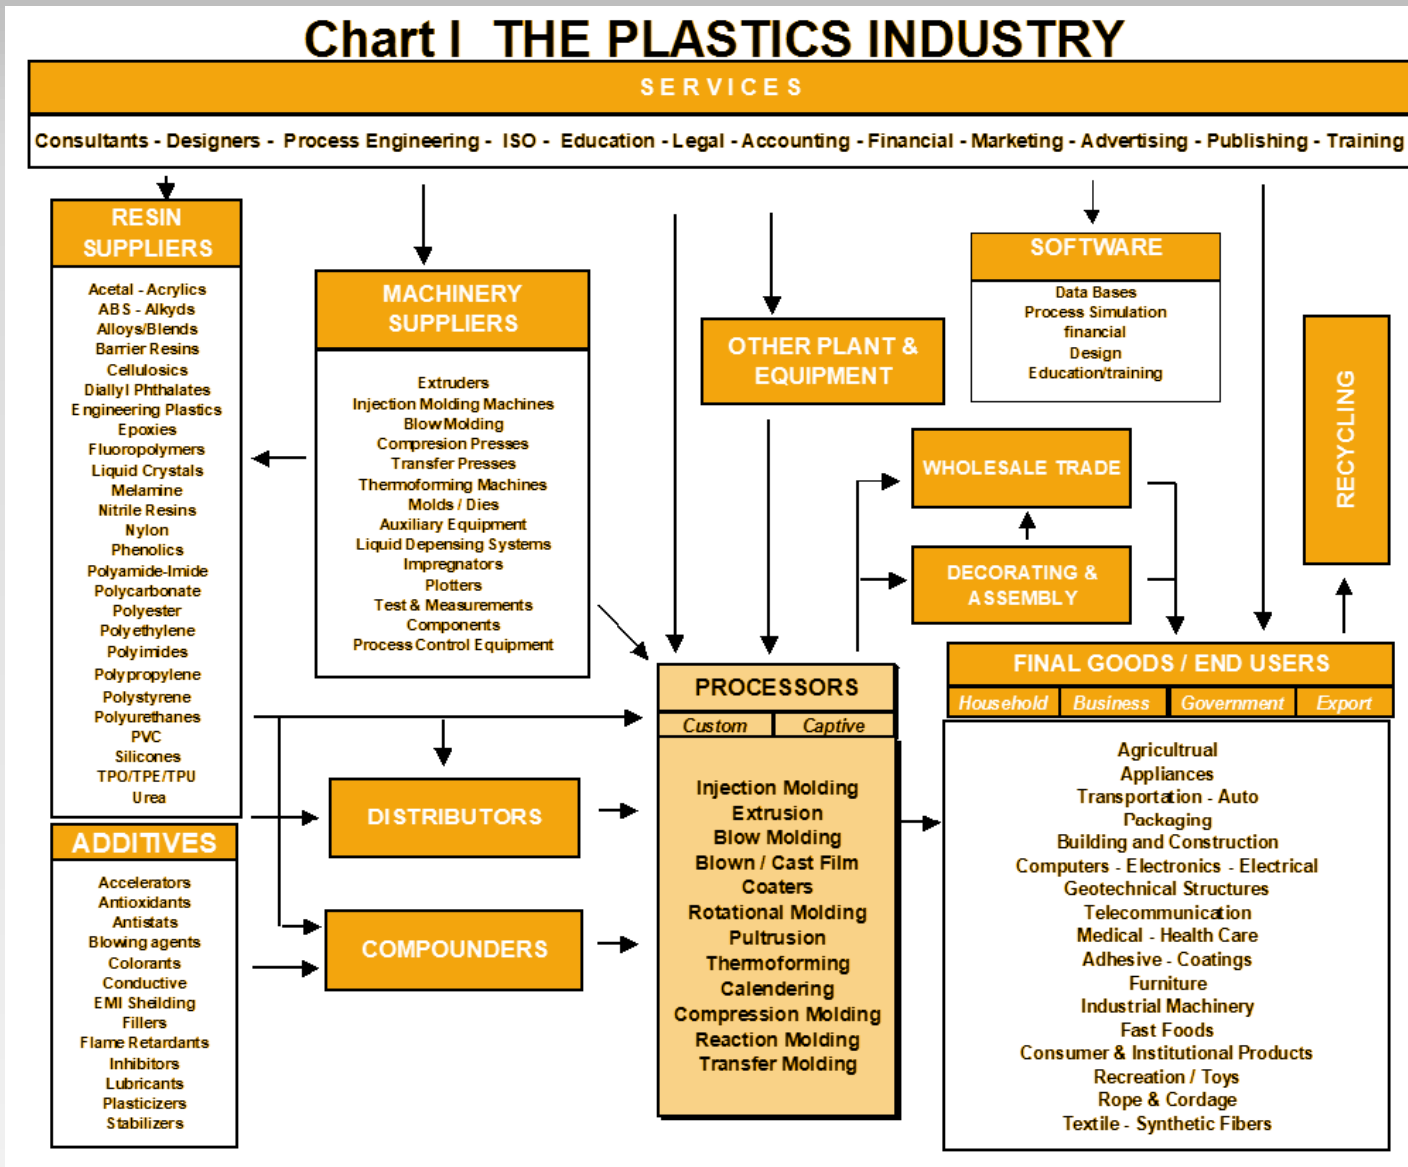 Chart I THE PLASTICS INDUSTRY
SERVICES
Consultants - Designers - Process Engineering - ISO - Education - Legal - Accounting - Financial - Marketing - Advertising - Publishing - Training
RESIN
SUPPLIERS
Acetal - Acrylics
ABS - Alkyds
Alloys/Blends
Barrier Resins
Cellulosics
Diallyl Phthalates
Engineering Plastics
Epoxies
Fluoropolymers
Liquid Crystals
Melamine
Nitrile Resins
Nylon
Phenolics
Polyamide-Imide
Polycarbonate
Polyester
Polyethylene
Polyimides
Polypropylene
Polystyrene
Polyurethanes
PVC
Silicones
TPO/TPE/TPU
Urea
ADDITIVES
Accelerators
Antioxidants
Antistats
Blowing agents
Colorants
Conductive
EMI Sheilding
Fillers
Flame Retardants
Inhibitors
Lubricants
Plasticizers
Stabilizers
MACHINERY
SUPPLIERS
Extruders
Injection Molding Machines
Blow Molding
Compresion Presses
Transfer Presses
Thermoforming Machines
Molds / Dies
Auxiliary Equipment
Liquid Depensing Systems
Impregnators
Plotters
Test & Measurements
Components
Process Control Equipment
DISTRIBUTORS
COMPOUNDERS
OTHER PLANT &
EQUIPMENT
PROCESSORS
Custom Captive
Injection Molding
Extrusion
Blow Molding
Blown / Cast Film
Coaters
Rotational Molding
Pultrusion
Thermoforming
Calendering
Compression Molding
Reaction Molding
Transfer Molding
SOFTWARE
Data Bases
Process Simulation
financial
Design
Education/training
WHOLESALE TRADE
DECORATING &
ASSEMBLY
RECYCLING
FINAL GOODS / END USERS
Household Business Government Export
Agricultrual
Appliances
Transportation - Auto
Packaging
Building and Construction
Computers - Electronics - Electrical
Geotechnical Structures
Telecommunication
Medical - Health Care
Adhesive - Coatings
Furniture
Industrial Machinery
Fast Foods
Consumer & Institutional Products
Recreation / Toys
Rope & Cordage
Textile - Synthetic Fibers